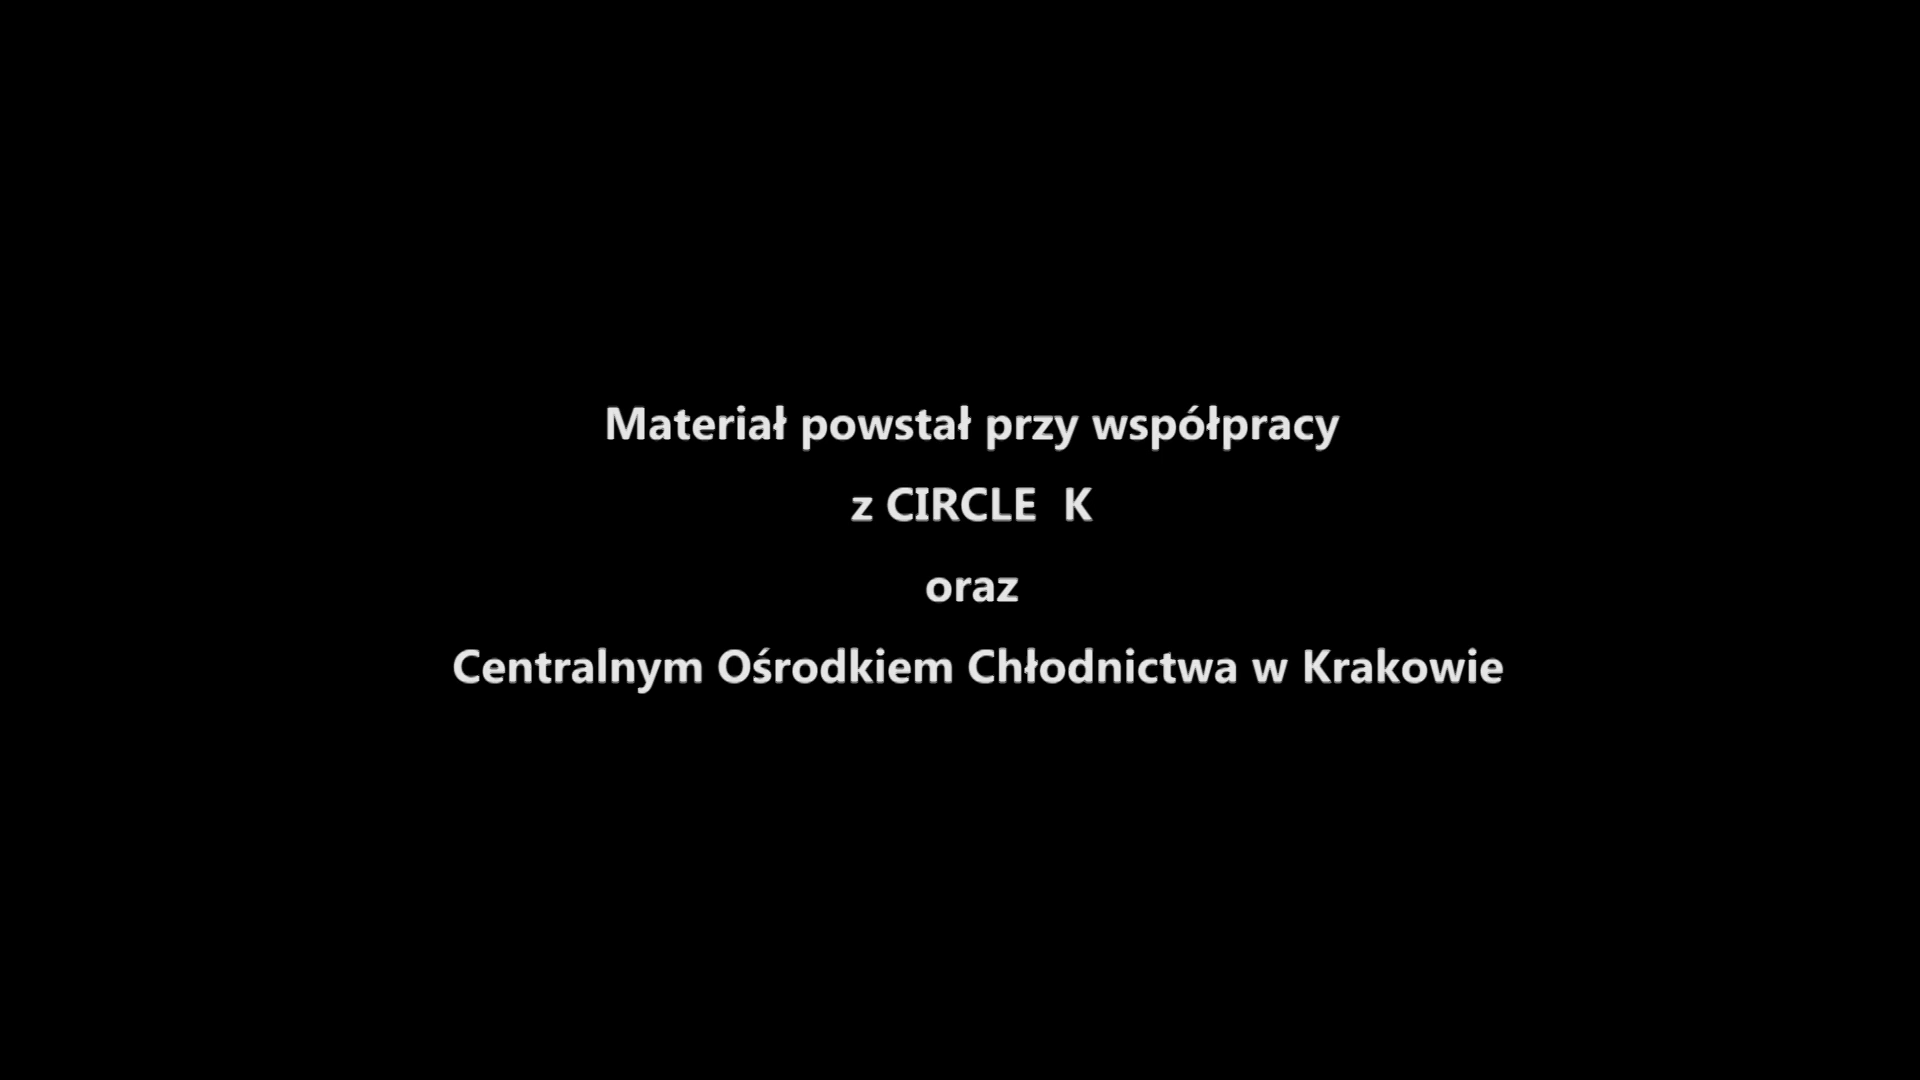 Materiał powstał przy współpracy
z CIRCLE  K
oraz
Centralnym Ośrodkiem Chłodnictwa w Krakowie